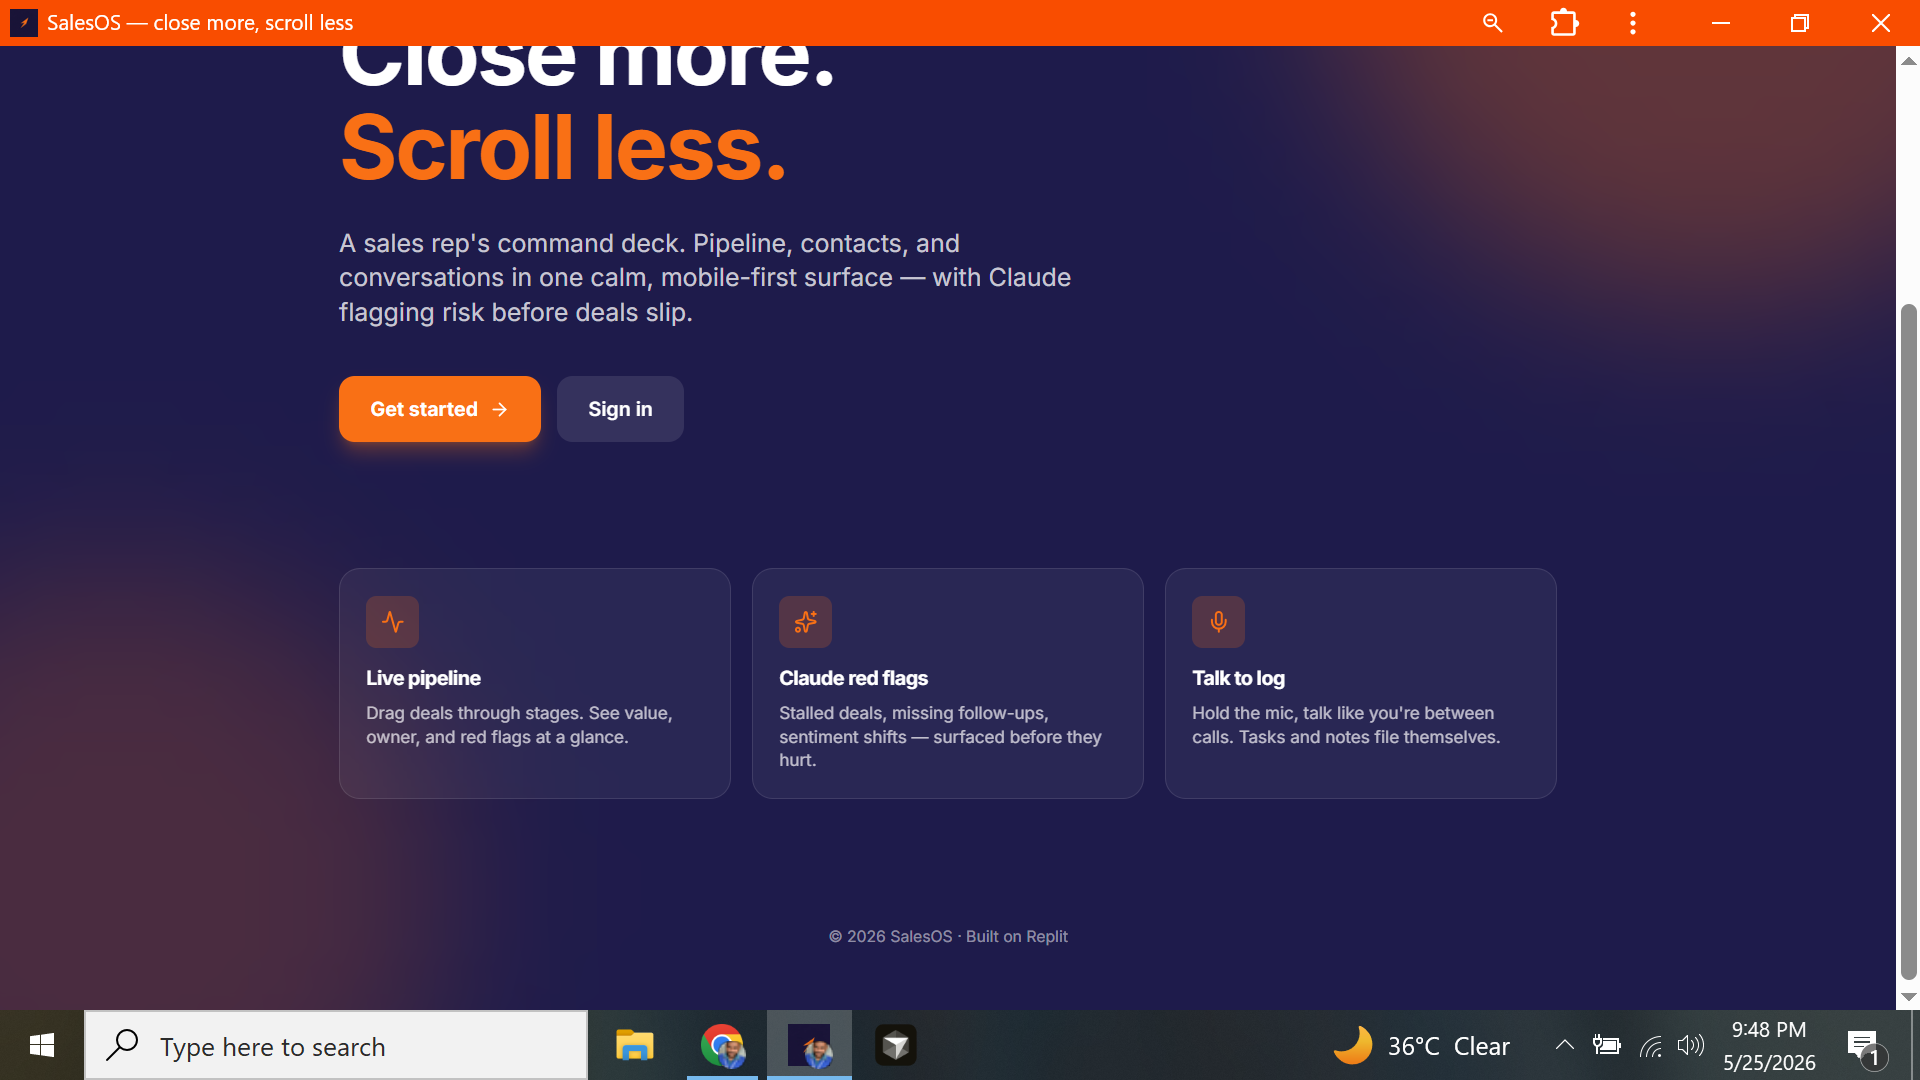 SalesOS — close more, scroll less
Close more.
Scroll less.
A sales rep's command deck. Pipeline, contacts, and
conversations in one calm, mobile-first surface — with Claude
flagging risk before deals slip.
Get started →
Sign in
Live pipeline
Drag deals through stages. See value,
owner, and red flags at a glance.
Claude red flags
Stalled deals, missing follow-ups,
sentiment shifts — surfaced before they
hurt.
Talk to log
Hold the mic, talk like you're between
calls. Tasks and notes file themselves.
© 2026 SalesOS · Built on Replit
Type here to search
36°C Clear
9:48 PM
5/25/2026
1